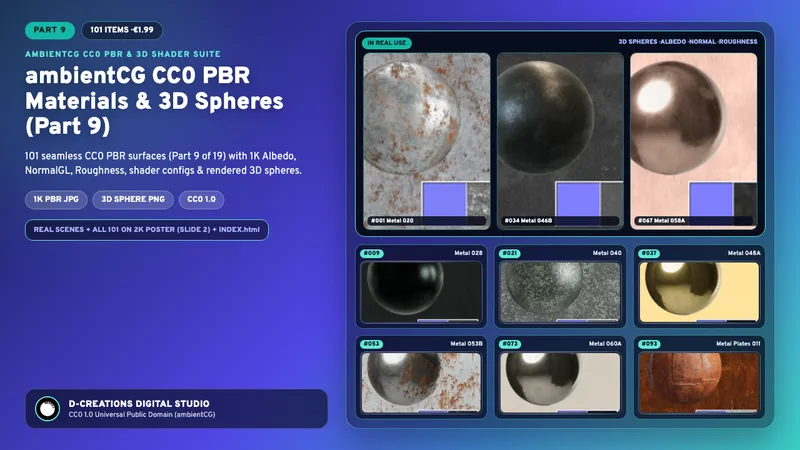 PART 9
101 ITEMS ·€1.99
AMBIENTCG CC0 PBR & 3D SHADER SUITE
ambientCG CC0 PBR
Materials & 3D Spheres
(Part 9)
101 seamless CC0 PBR surfaces (Part 9 of 19) with 1K Albedo,
NormalGL, Roughness, shader configs & rendered 3D spheres.
1K PBR JPG
3D SPHERE PNG
CC0 1.0
REAL SCENES + ALL 101 ON 2K POSTER (SLIDE 2) + INDEX.html
D-CREATIONS DIGITAL STUDIO
CC0 1.0 Universal Public Domain (ambientCG)
IN REAL USE
3D SPHERES ·ALBEDO ·NORMAL ·ROUGHNESS
#001 Metal 020
#034 Metal 046B
#067 Metal 058A
#009
Metal 028
#021
Metal 040
#037
Metal 048A
#053
Metal 053B
#073
Metal 060A
#093
Metal Plates 011